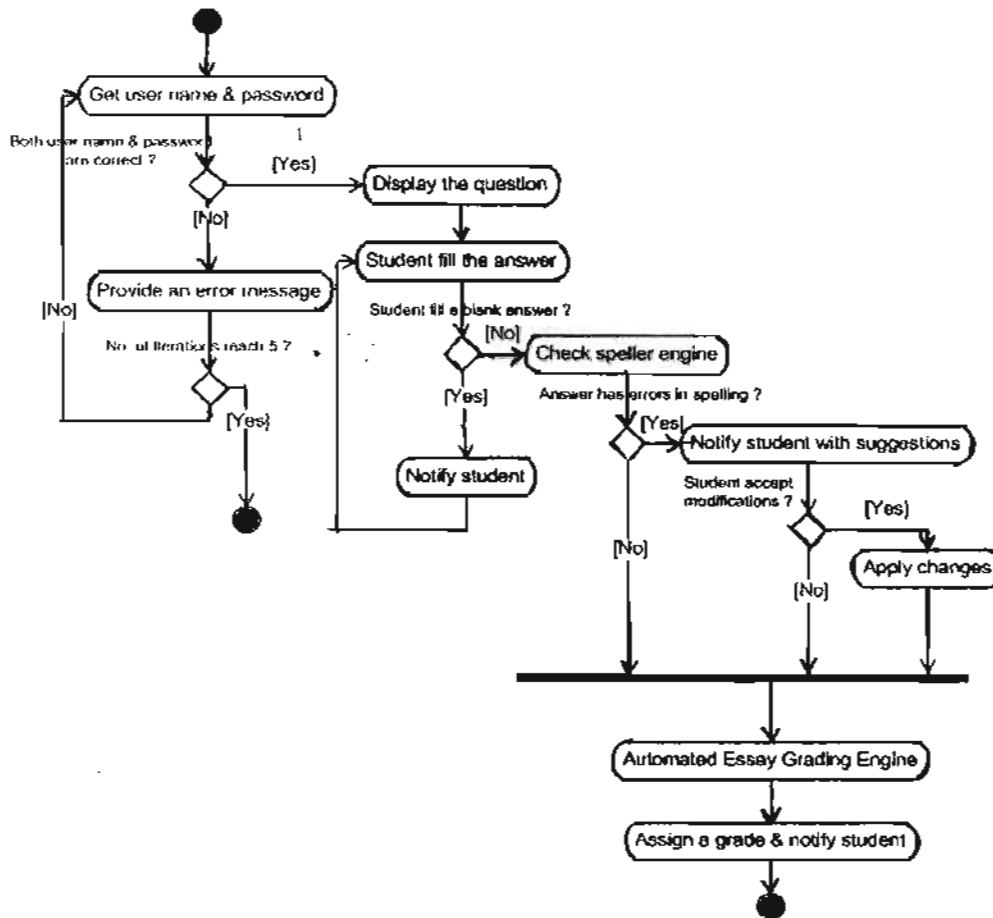 Get user name & password
Both user name & password
are correct ?
[Yes]
Display the question
[No]
Student fill the answer
Provide an error message
[No]
Student fill a blank answer ?
[No]
No. of Iterations reach 5 ?
Check speller engine
[Yes]
Answer has errors in spelling ?
[Yes]
[Yes]
Notify student with suggestions
Notify student
Student accept
modifications ?
[Yes]
[No]
Apply changes
[No]
Automated Essay Grading Engine
Assign a grade & notify student